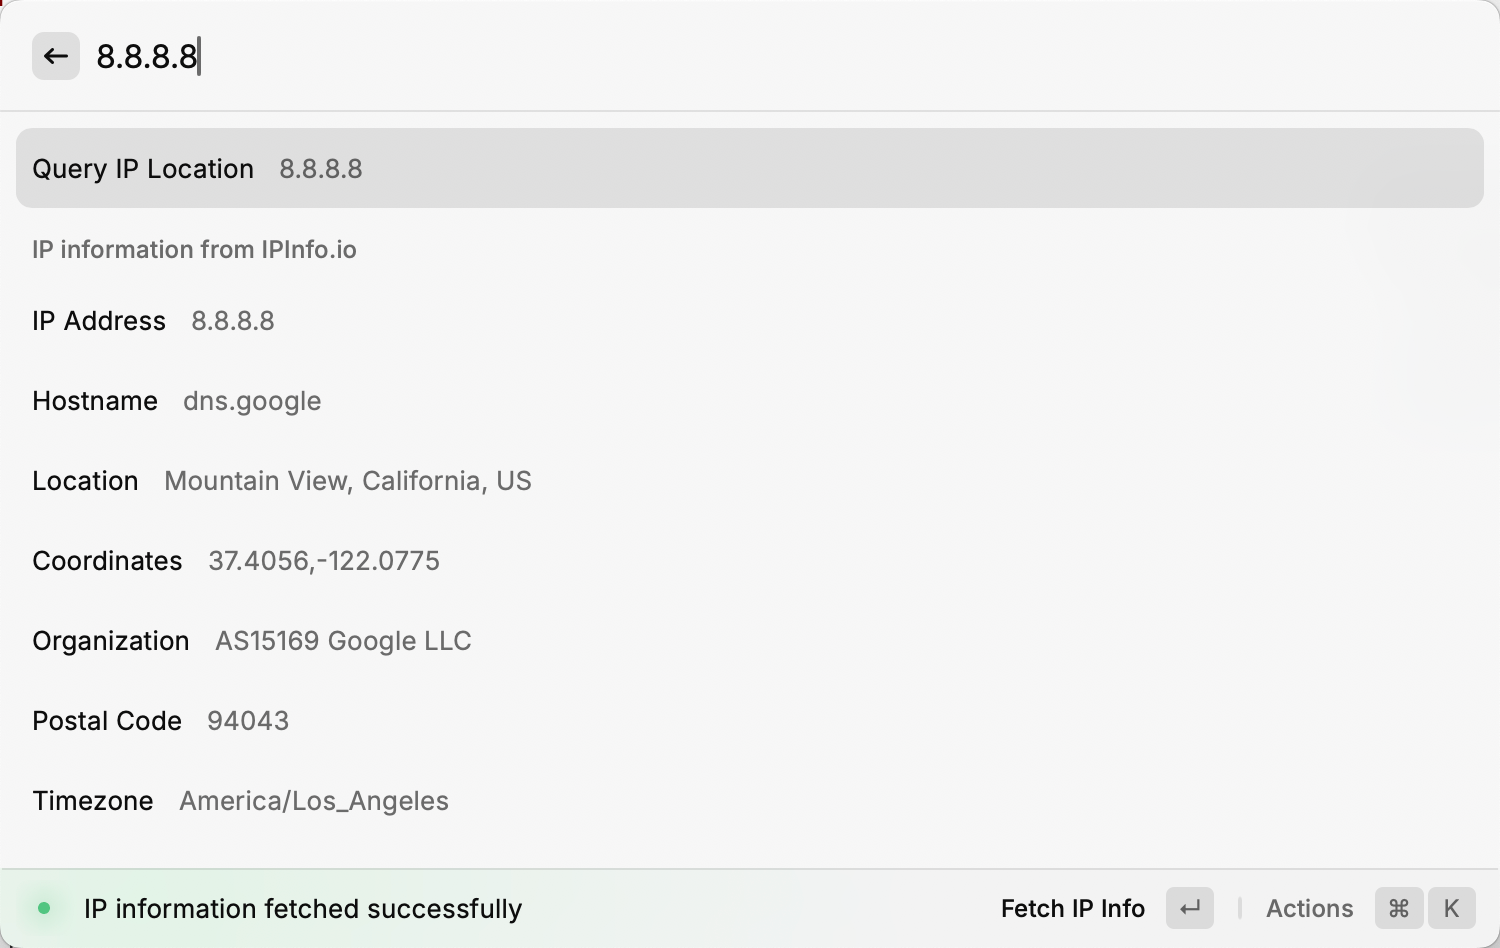 8.8.8.8
Query IP Location 8.8.8.8
IP information from IPInfo.io
IP Address 8.8.8.8
Hostname dns.google
Location Mountain View, California, US
Coordinates 37.4056,-122.0775
Organization AS15169 Google LLC
Postal Code 94043
Timezone America/Los_Angeles
IP information fetched successfully Fetch IP Info ↵ Actions ⌘ K